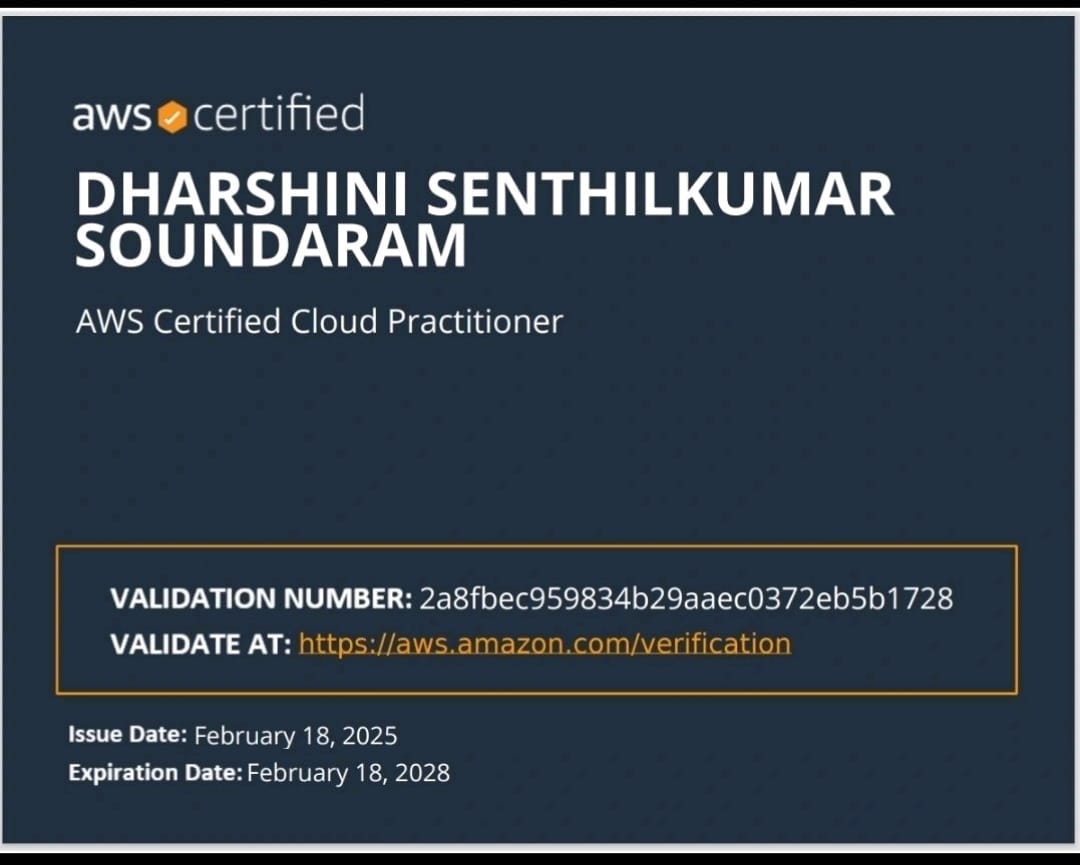 aws certified
DHARSHINI SENTHILKUMAR
SOUNDARAM
AWS Certified Cloud Practitioner
VALIDATION NUMBER: 2a8fbec959834b29aaec0372eb5b1728
VALIDATE AT: https://aws.amazon.com/verification
Issue Date: February 18, 2025
Expiration Date: February 18, 2028